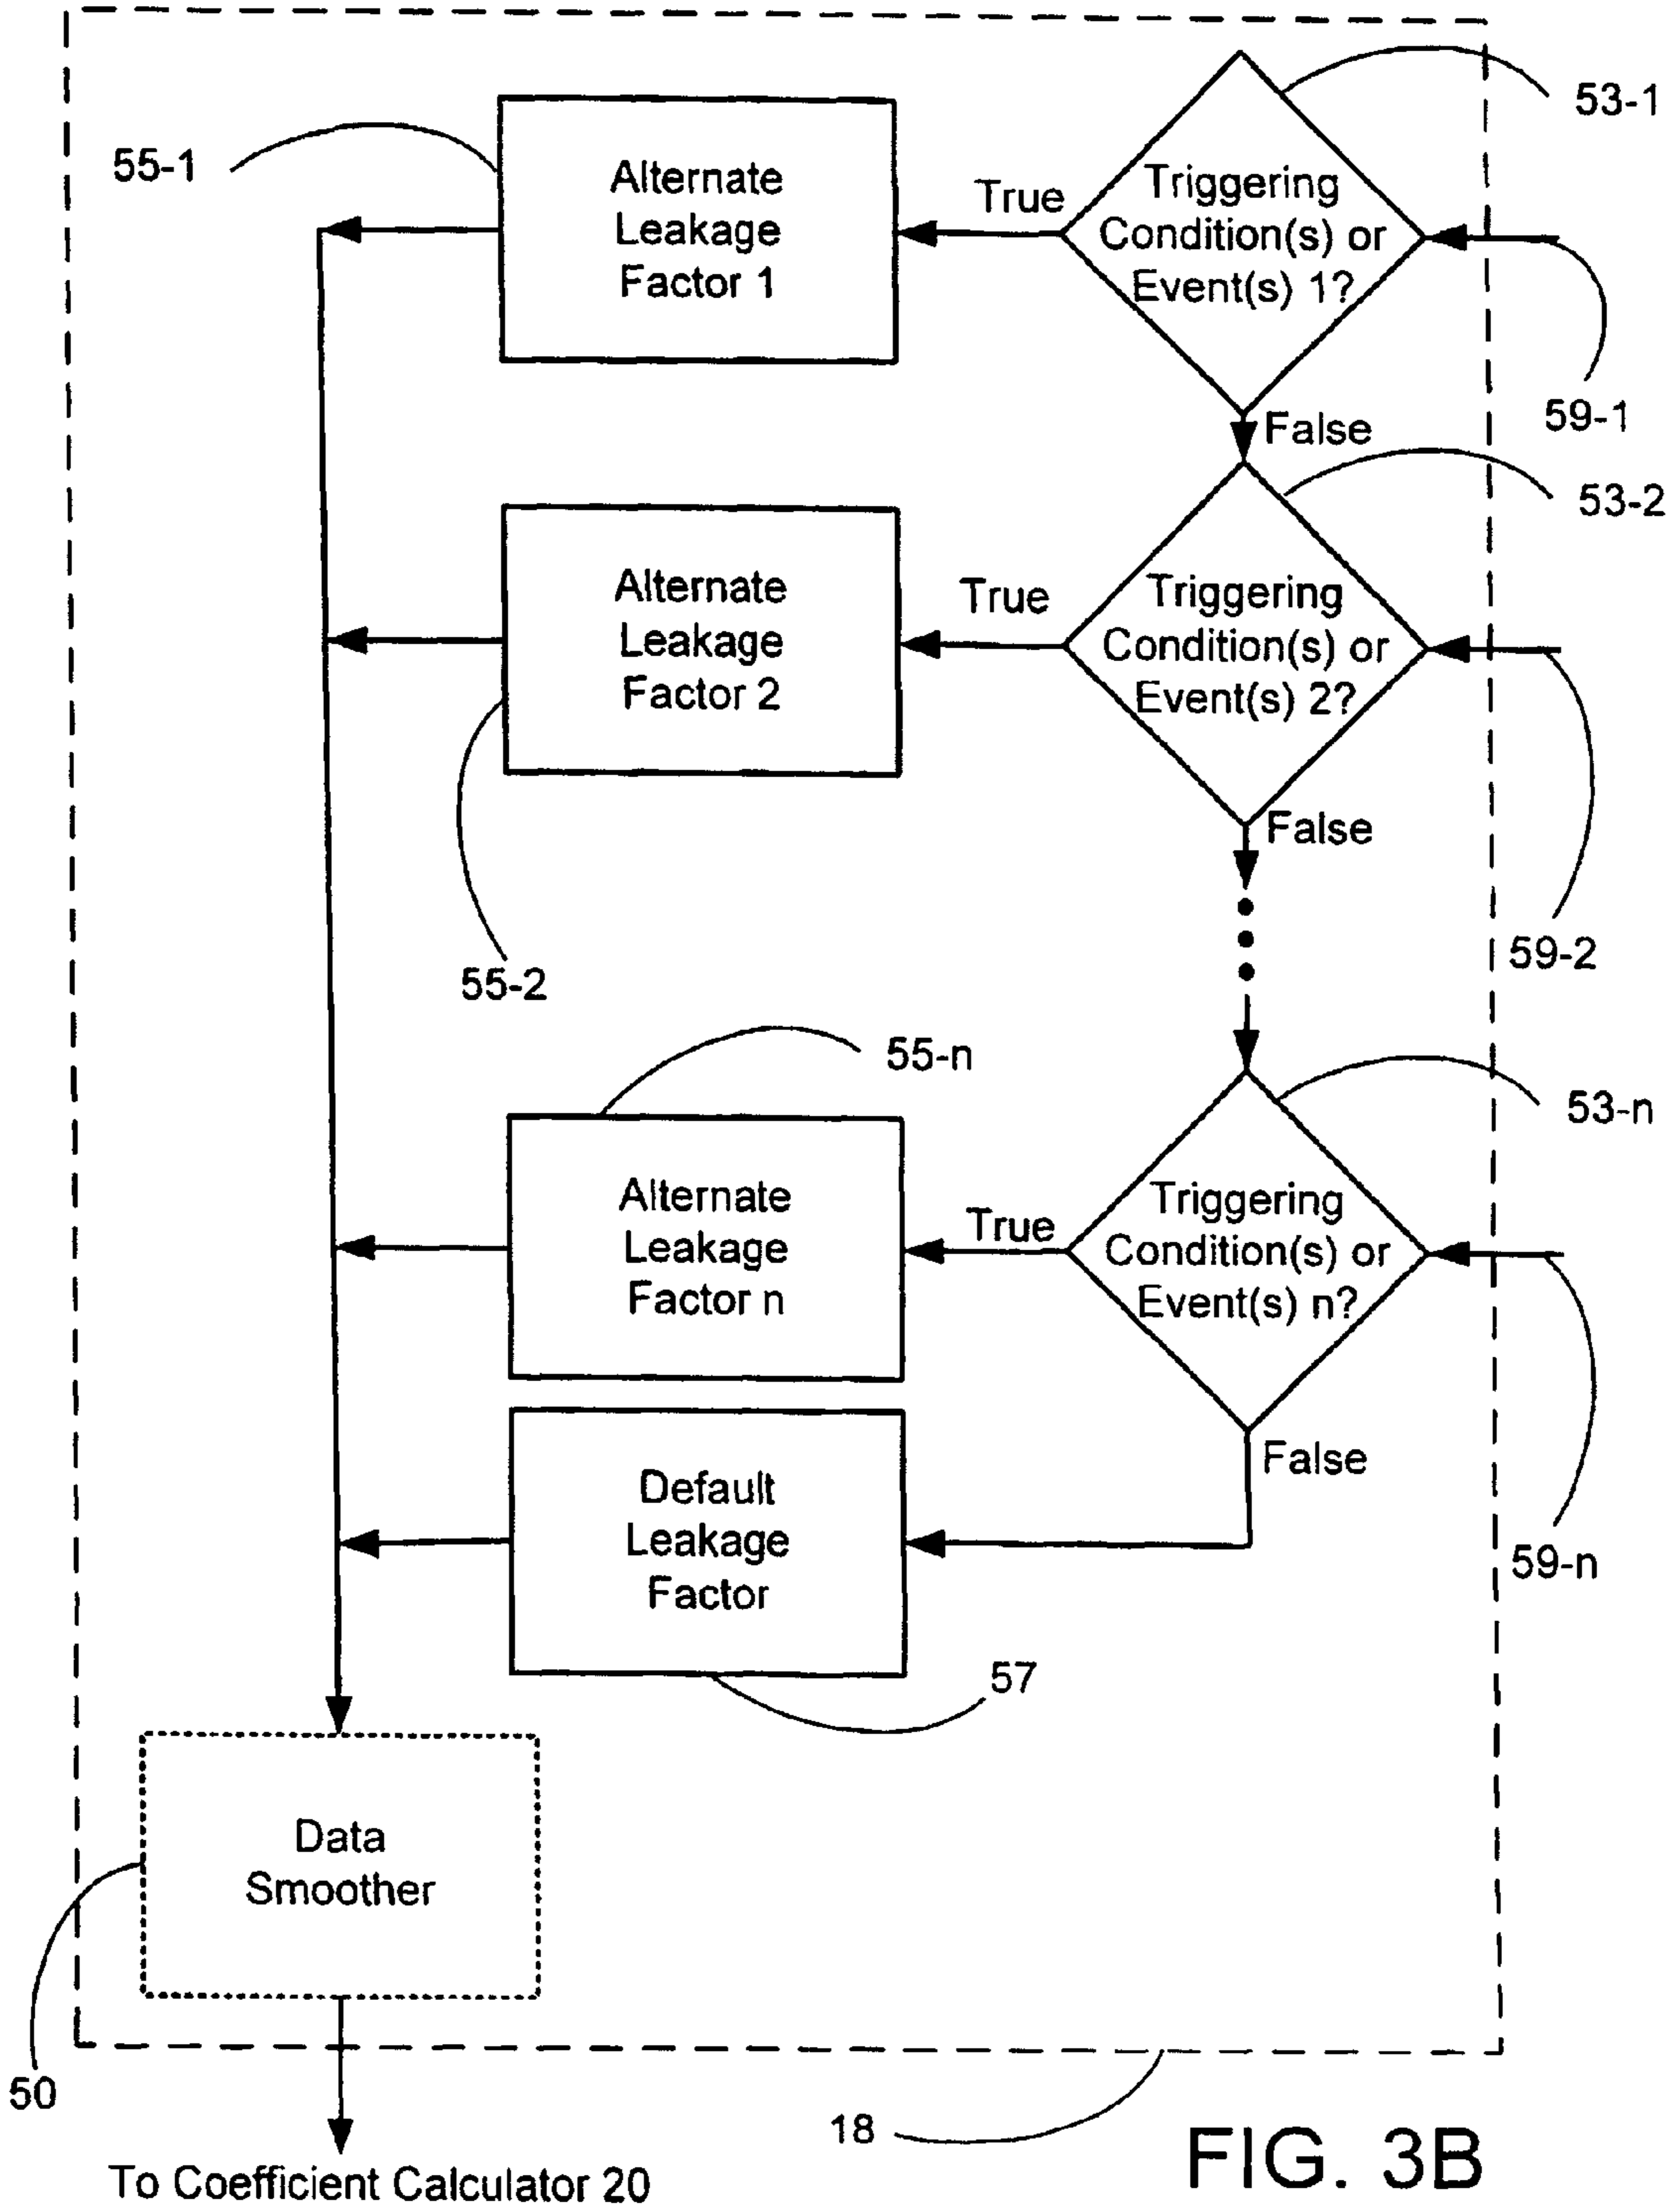 53-1
55-1
Alternate
Leakage
Factor 1
True
Triggering
Condition(s) or
Event(s) 1?
59-1
False
53-2
Alternate
Leakage
Factor 2
True
Triggering
Condition(s) or
Event(s) 2?
False
55-2
59-2
55-n
53-n
Alternate
Leakage
Factor n
True
Triggering
Condition(s) or
Event(s) n?
False
Default
Leakage
Factor
59-n
57
Data
Smoother
50
18
FIG. 3B
To Coefficient Calculator 20